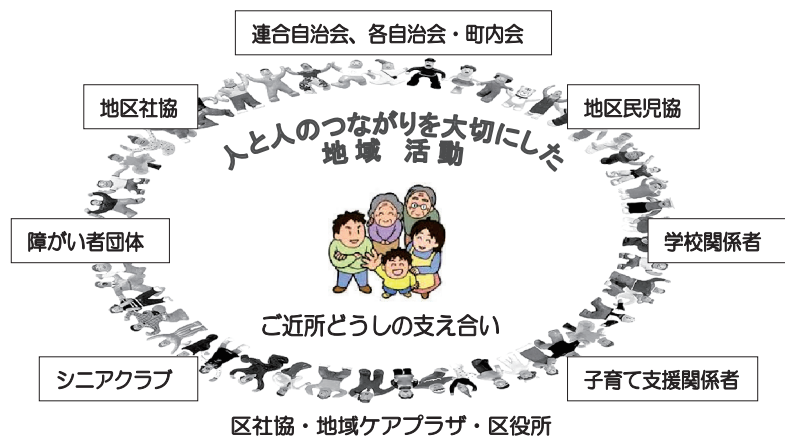 連合自治会、各自治会・町内会
地区社協
地区民児協
人と人のつながりを大切にした
地域 活動
障がい者団体
学校関係者
ご近所どうしの支え合い
シニアクラブ
子育て支援関係者
区社協・地域ケアプラザ・区役所